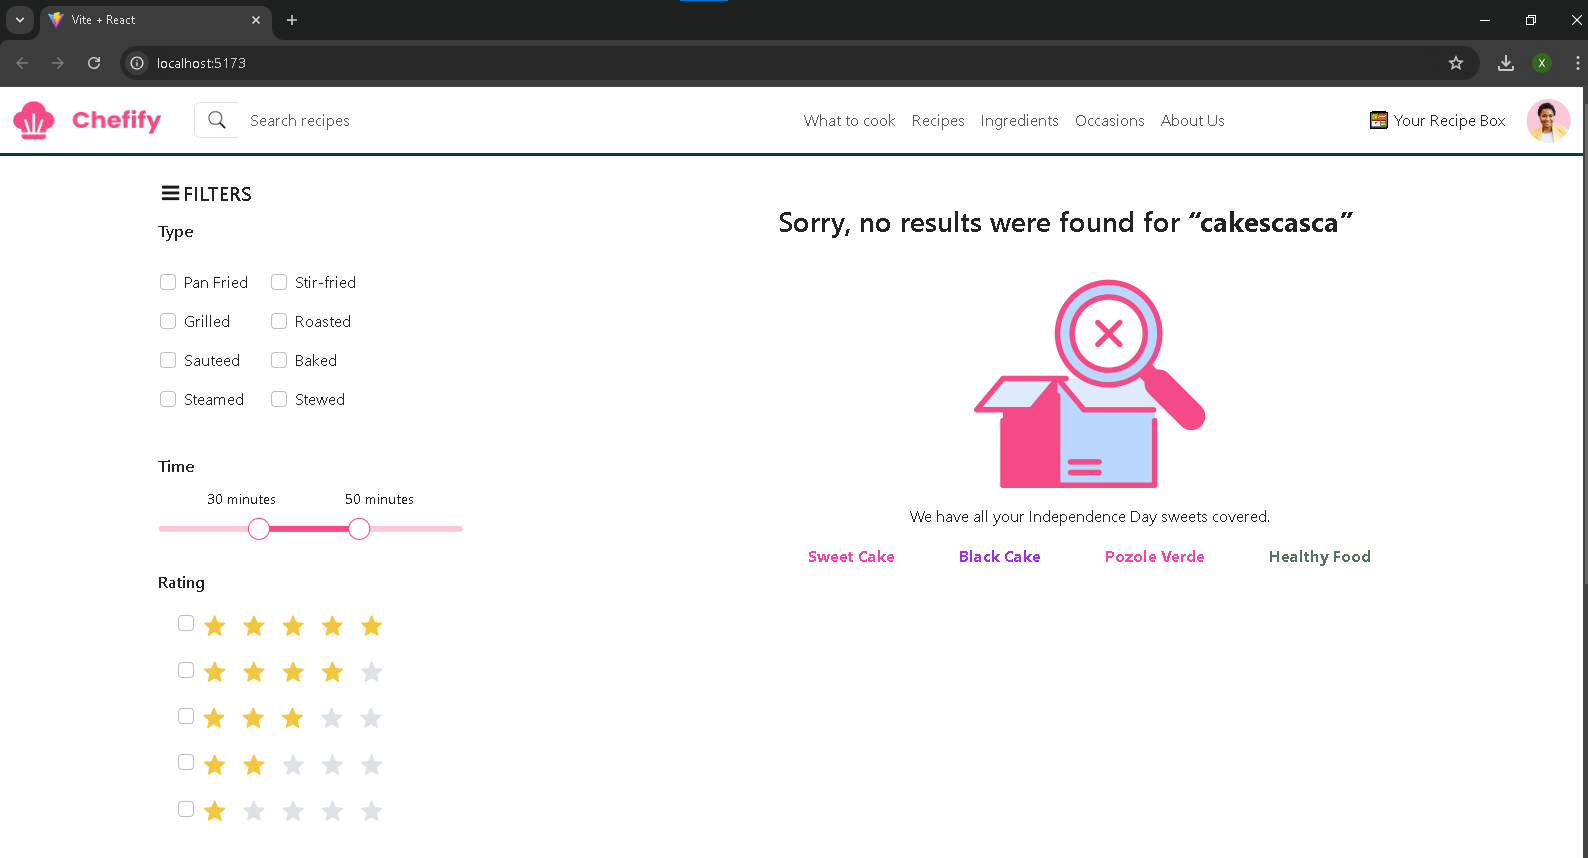 Vite + React
localhost:5173
X
Chefify
Search recipes
What to cook
Recipes
Ingredients
Occasions
About Us
Your Recipe Box
FILTERS
Type
Pan Fried
Stir-fried
Grilled
Roasted
Sauteed
Baked
Steamed
Stewed
Time
30 minutes
50 minutes
Rating
Sorry, no results were found for “cakescasca”
We have all your Independence Day sweets covered.
Sweet Cake
Black Cake
Pozole Verde
Healthy Food